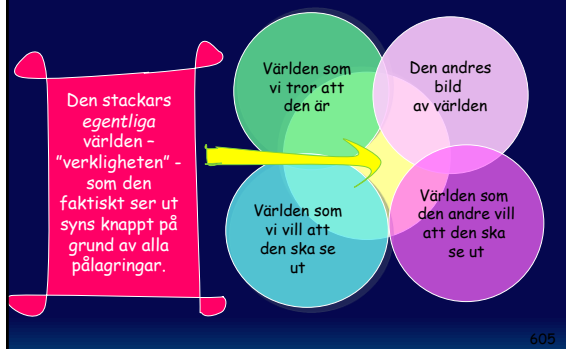 Den stackars
egentliga
världen –
"verkligheten" -
som den
faktiskt ser ut
syns knappt på
grund av alla
pålagringar.
Världen som
vi tror att
den är
Den andres
bild
av världen
Världen som
vi vill att
den ska se
ut
Världen som
den andre vill
att den ska
se ut
605